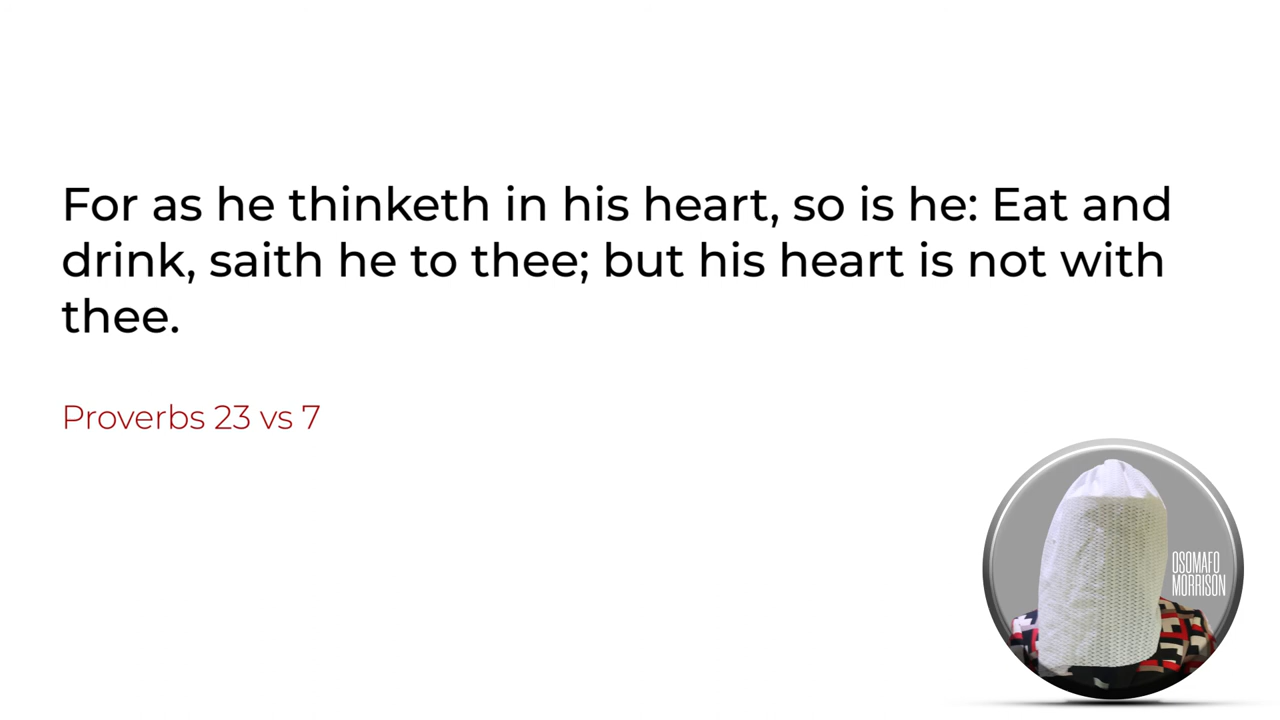 For as he thinketh in his heart, so is he: Eat and
drink, saith he to thee; but his heart is not with
thee.
Proverbs 23 vs 7
OSOMAFO
MORRISON